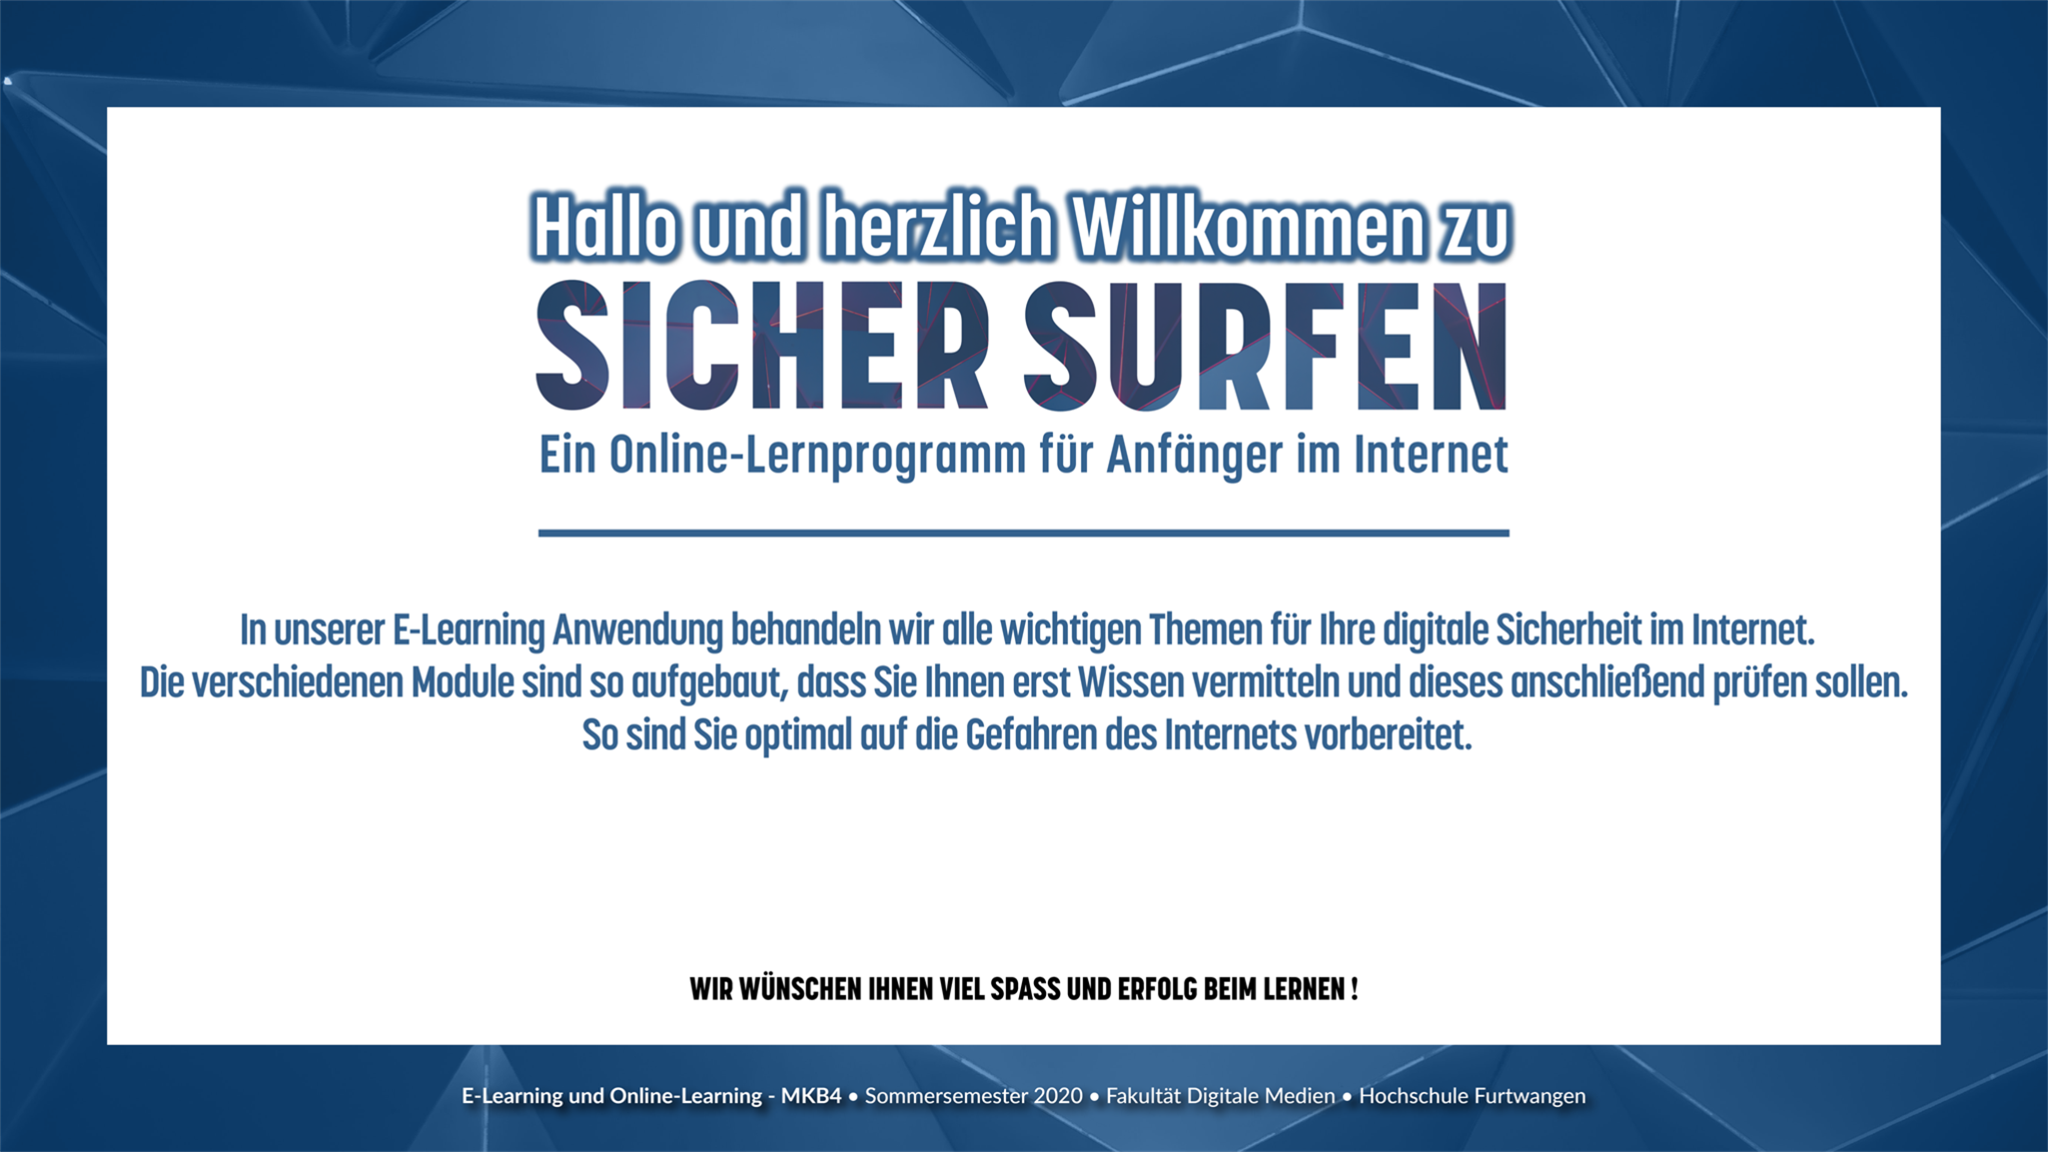 Hallo und herzlich Willkommen zu
SICHER SURFEN
Ein Online-Lernprogramm für Anfänger im Internet
In unserer E-Learning Anwendung behandeln wir alle wichtigen Themen für Ihre digitale Sicherheit im Internet.
Die verschiedenen Module sind so aufgebaut, dass Sie Ihnen erst Wissen vermitteln und dieses anschließend prüfen sollen.
So sind Sie optimal auf die Gefahren des Internets vorbereitet.
WIR WÜNSCHEN IHNEN VIEL SPASS UND ERFOLG BEIM LERNEN !
E-Learning und Online-Learning - MKB4 • Sommersemester 2020 • Fakultät Digitale Medien • Hochschule Furtwangen